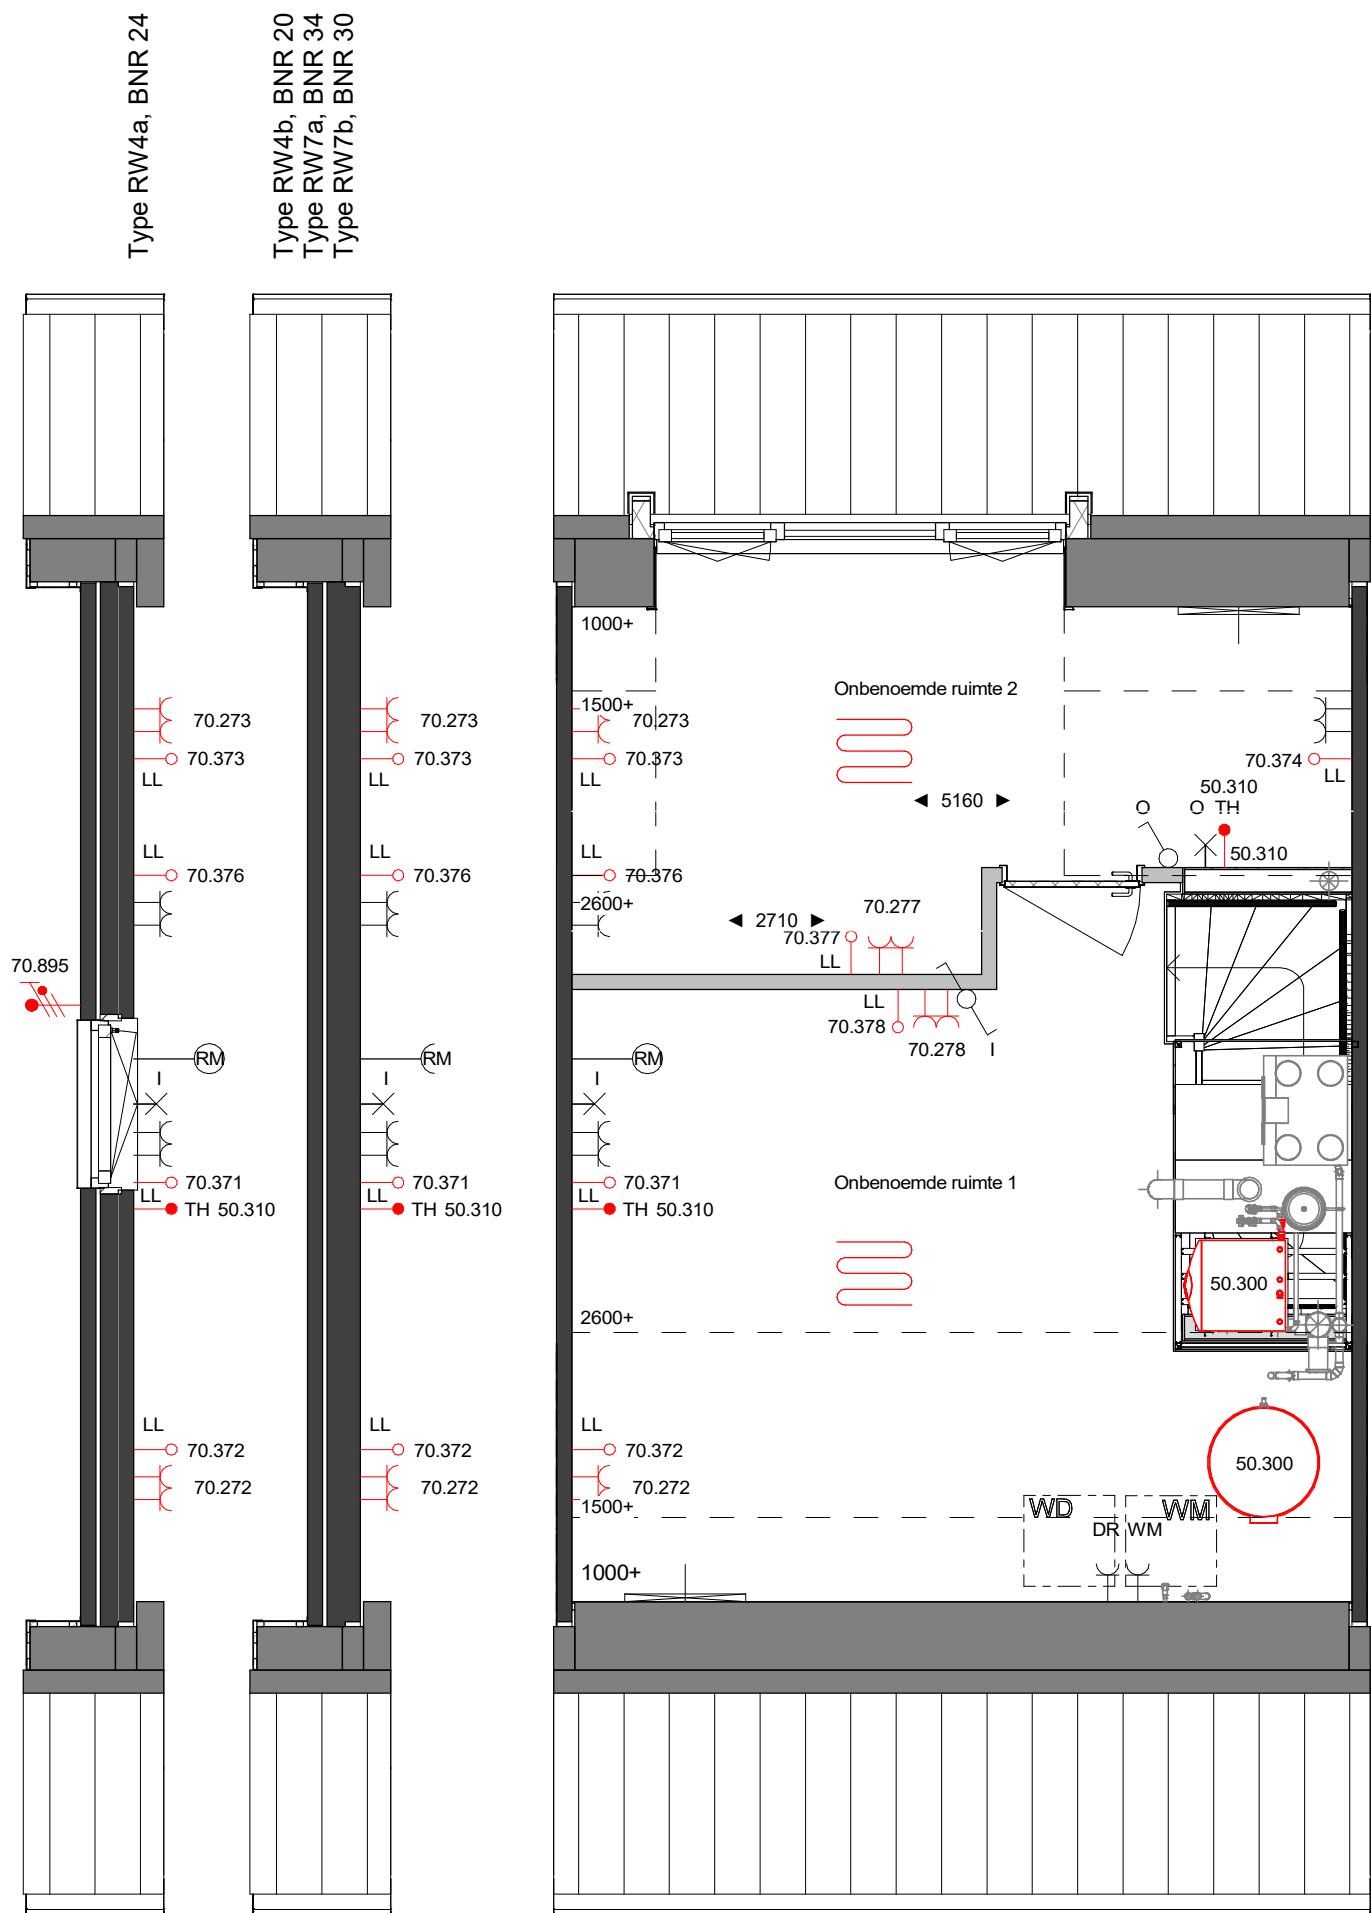 Type RW4a, BNR 24
Type RW4b, BNR 20
Type RW7a, BNR 34
Type RW7b, BNR 30
70.273
70.373
LL
LL
70.376
70.895
RM
I
70.371
LL
TH 50.310
LL
70.372
70.272
70.273
70.373
LL
LL
70.376
RM
I
70.371
LL
TH 50.310
LL
70.372
70.272
1000+
Onbenoemde ruimte 2
1500+
70.273
70.373
LL
70.374
LL
5160
50.310
O
O TH
50.310
LL
70.376
2600+
70.277
2710
70.377
LL
LL
70.378
70.278
I
RM
I
70.371
LL
TH 50.310
Onbenoemde ruimte 1
50.300
2600+
LL
70.372
70.272
50.300
1500+
WD
WM
DR
WM
1000+